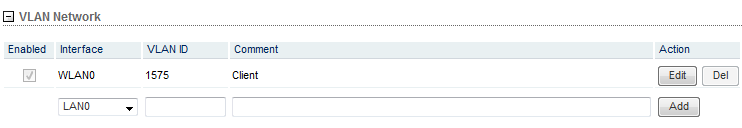 VLAN Network
Enabled Interface VLAN ID Comment Action
WLAN0 1575 Client Edit Del
LAN0 Add